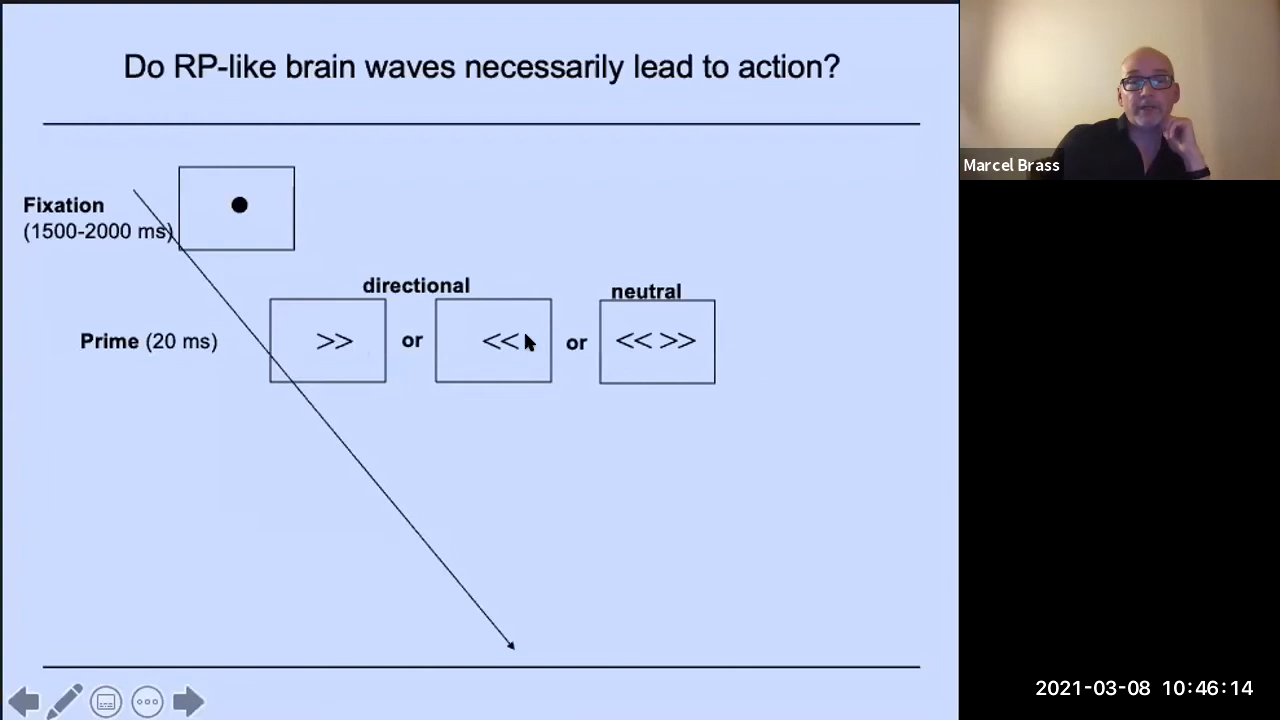 Do RP-like brain waves necessarily lead to action?
Marcel Brass
Fixation
(1500-2000 ms)
directional
neutral
Prime (20 ms)
>> or << or << >>
2021-03-08 10:46:14